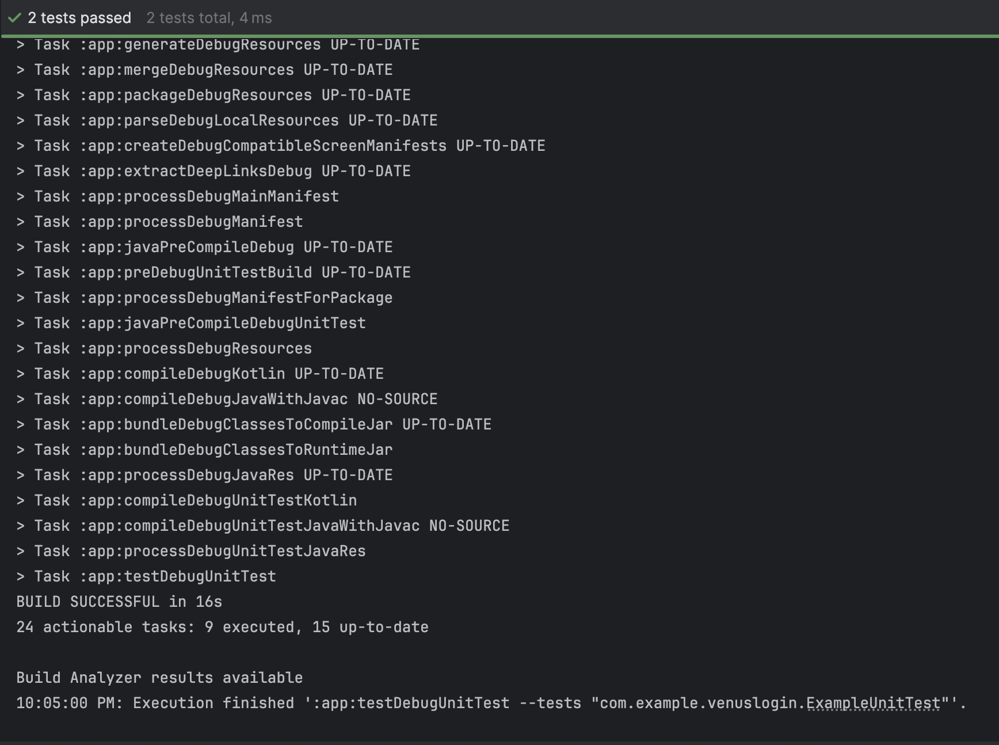 2 tests passed 2 tests total, 4 ms
> Task :app:generateDebugResources UP-TO-DATE
> Task :app:mergeDebugResources UP-TO-DATE
> Task :app:packageDebugResources UP-TO-DATE
> Task :app:parseDebugLocalResources UP-TO-DATE
> Task :app:createDebugCompatibleScreenManifests UP-TO-DATE
> Task :app:extractDeepLinksDebug UP-TO-DATE
> Task :app:processDebugMainManifest
> Task :app:processDebugManifest
> Task :app:javaPreCompileDebug UP-TO-DATE
> Task :app:preDebugUnitTestBuild UP-TO-DATE
> Task :app:processDebugManifestForPackage
> Task :app:javaPreCompileDebugUnitTest
> Task :app:processDebugResources
> Task :app:compileDebugKotlin UP-TO-DATE
> Task :app:compileDebugJavaWithJavac NO-SOURCE
> Task :app:bundleDebugClassesToCompileJar UP-TO-DATE
> Task :app:bundleDebugClassesToRuntimeJar
> Task :app:processDebugJavaRes UP-TO-DATE
> Task :app:compileDebugUnitTestKotlin
> Task :app:compileDebugUnitTestJavaWithJavac NO-SOURCE
> Task :app:processDebugUnitTestJavaRes
> Task :app:testDebugUnitTest
BUILD SUCCESSFUL in 16s
24 actionable tasks: 9 executed, 15 up-to-date
Build Analyzer results available
10:05:00 PM: Execution finished ':app:testDebugUnitTest --tests "com.example.venuslogin.ExampleUnitTest"'.